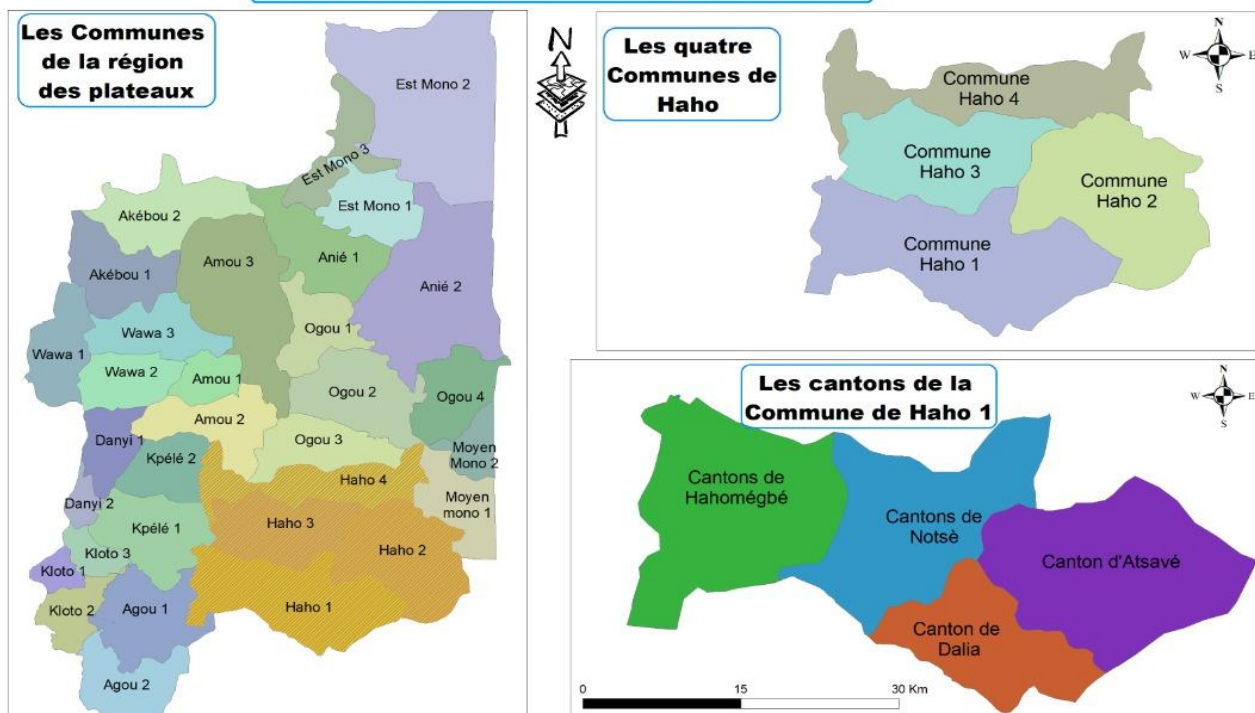 Les Communes
de la région
des plateaux
N
Est Mono 2
Est Mono 3
Est Mono 1
Akébou 2
Akébou 1
Amou 3
Anié 1
Anié 2
Wawa 3
Wawa 1
Ogou 1
Wawa 2
Amou 1
Ogou 2
Ogou 4
Amou 2
Danyi 1
Ogou 3
Kpélé 2
Moyen
Mono 2
Haho 4
Danyi 2
Moyen
mono 1
Kpélé 1
Haho 3
Haho 2
Kloto 3
Kloto 1
Kloto 2
Agou 1
Haho 1
Agou 2
Les quatre
Communes de
Haho
N
W E
S
Commune
Haho 4
Commune
Haho 3
Commune
Haho 2
Commune
Haho 1
Les cantons de la
Commune de Haho 1
N
W E
S
Cantons de
Hahomégbé
Cantons de
Notsè
Canton d'Atsavé
Canton de
Dalia
0 15 30 Km